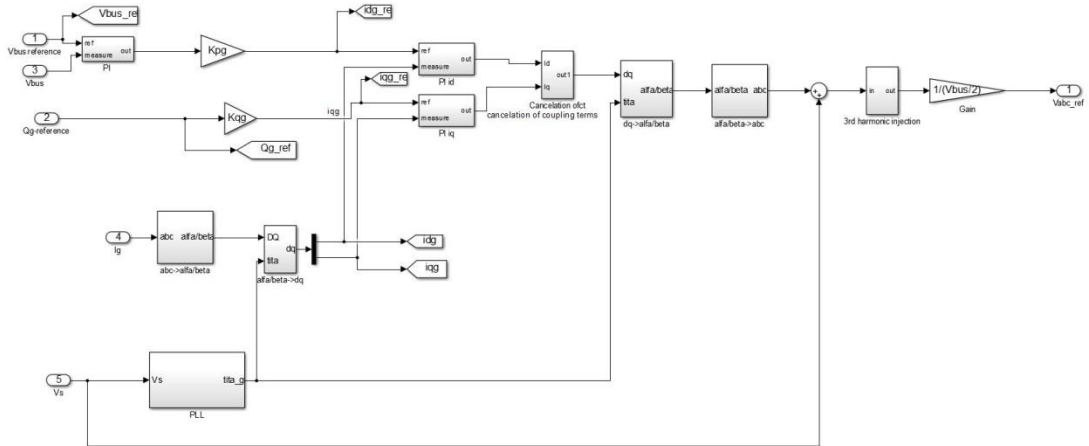 Vbus_re
1
Vbus reference
3
Vbus
ref
measure
out
PI
Kpg
idg_re
ref
measure
out
PI id
iqg_re
iqg
ref
measure
out
PI iq
Id
Iq
out1
Cancelation ofct
cancelation of coupling terms
dq
tita
alfa/beta
dq->alfa/beta
alfa/beta
abc
alfa/beta->abc
in
out
3rd harmonic injection
1/(Vbus/2)
Gain
1
Vabc_ref
2
Qg-reference
Kqg
Qg_ref
4
Ig
abc
alfa/beta
abc->alfa/beta
DQ
tita
dq
alfa/beta->dq
idg
iqg
5
Vs
Vs
tita_g
PLL